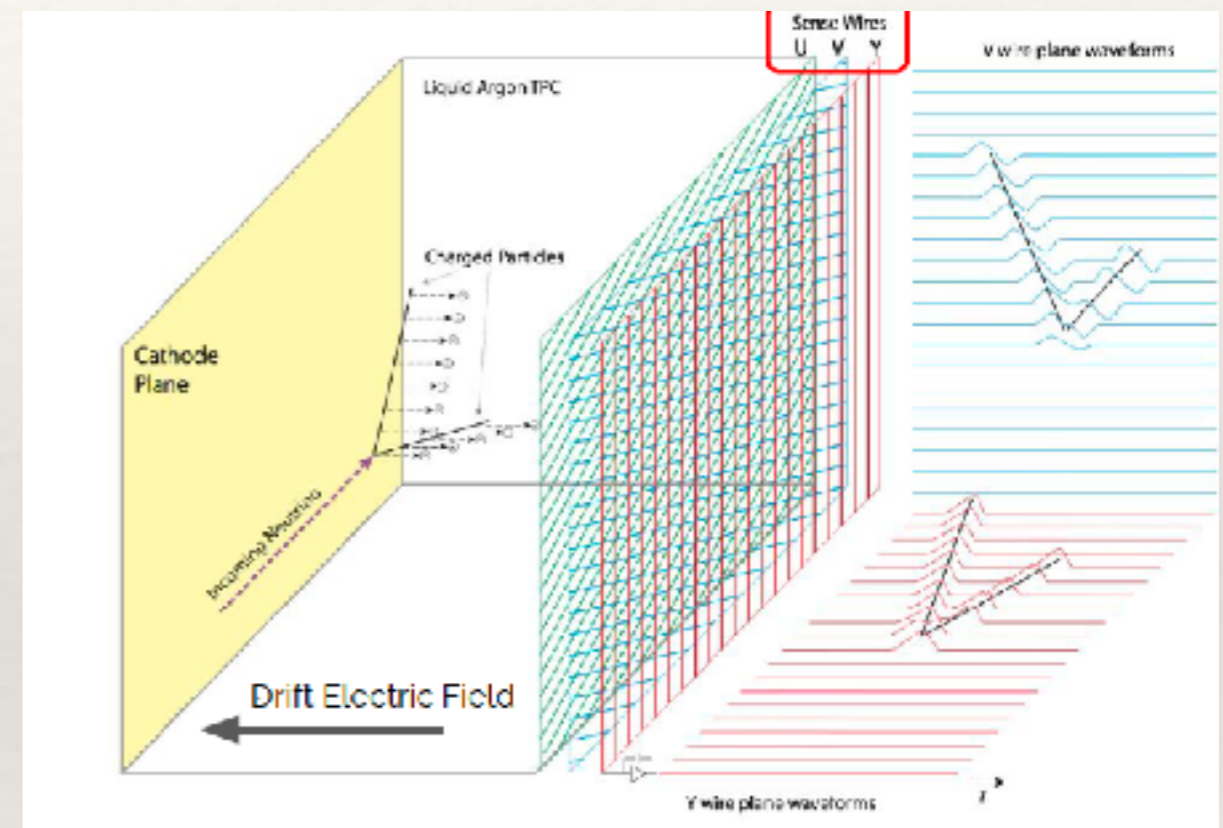 Sense Wires
U V Y
V wire plane waveforms
Liquid Argon TPC
Charged Particles
Cathode
Plane
Incoming Neutrino
Drift Electric Field
Y wire plane waveforms